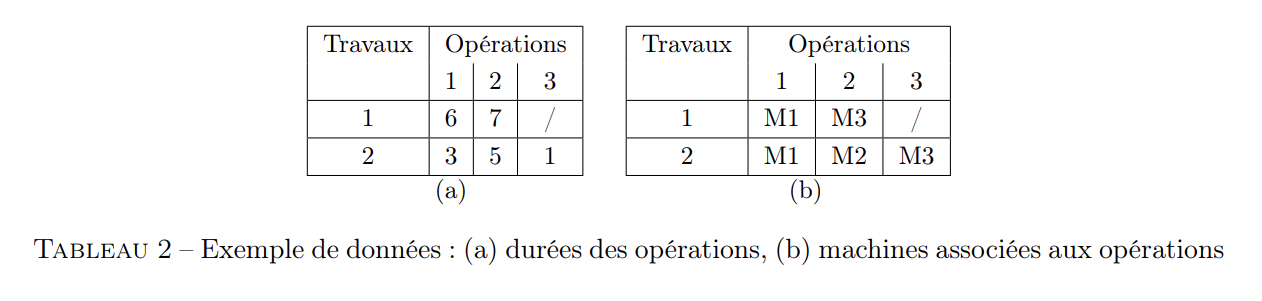 Travaux Opérations Travaux Opérations
1 2 3 1 2 3
1 6 7 / 1 M1 M3 /
2 3 5 1 2 M1 M2 M3
(a) (b)
TABLEAU 2 – Exemple de données : (a) durées des opérations, (b) machines associées aux opérations